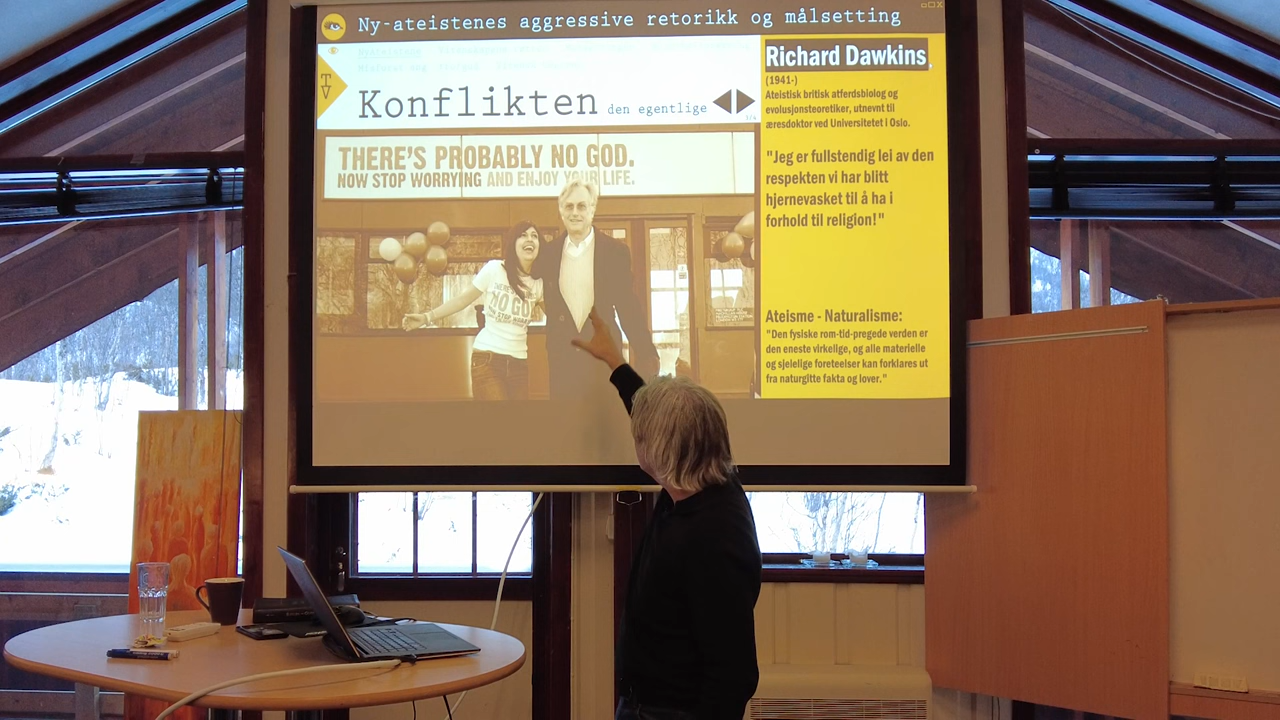 Ny-ateistenes aggressive retorikk og målsetting
TV
Konflikten den egentlige
THERE'S PROBABLY NO GOD.
NOW STOP WORRYING AND ENJOY YOUR LIFE.
NO GOD
Richard Dawkins,
(1941-)
Ateistisk britisk atferdsbiolog og
evolusjonsteoretiker, utnevnt til
æresdoktor ved Universitetet i Oslo.
"Jeg er fullstendig lei av den
respekten vi har blitt
hjernevasket til å ha i
forhold til religion!"
Ateisme - Naturalisme:
"Den fysiske rom-tid-pregede verden er
den eneste virkelige, og alle materielle
og sjelelige foreteelser kan forklares ut
fra naturgitte fakta og lover."